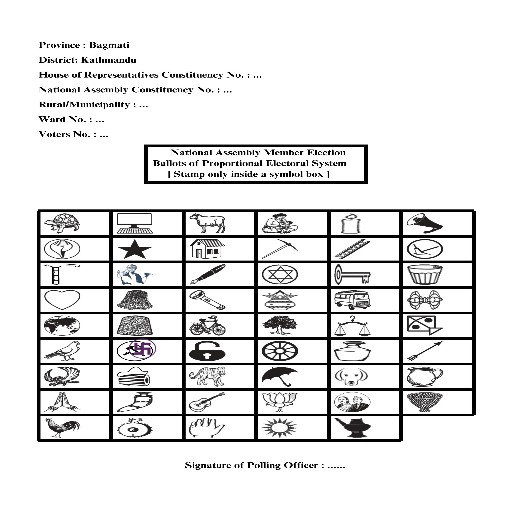 Province : Bagmati
District: Kathmandu
House of Representatives Constituency No. : ...
National Assembly Constituency No. : ...
Rural/Municipality : ...
Ward No. : ...
Voters No. : ...
National Assembly Member Election
Ballots of Proportional Electoral System
[ Stamp only inside a symbol box ]
Signature of Polling Officer : ......